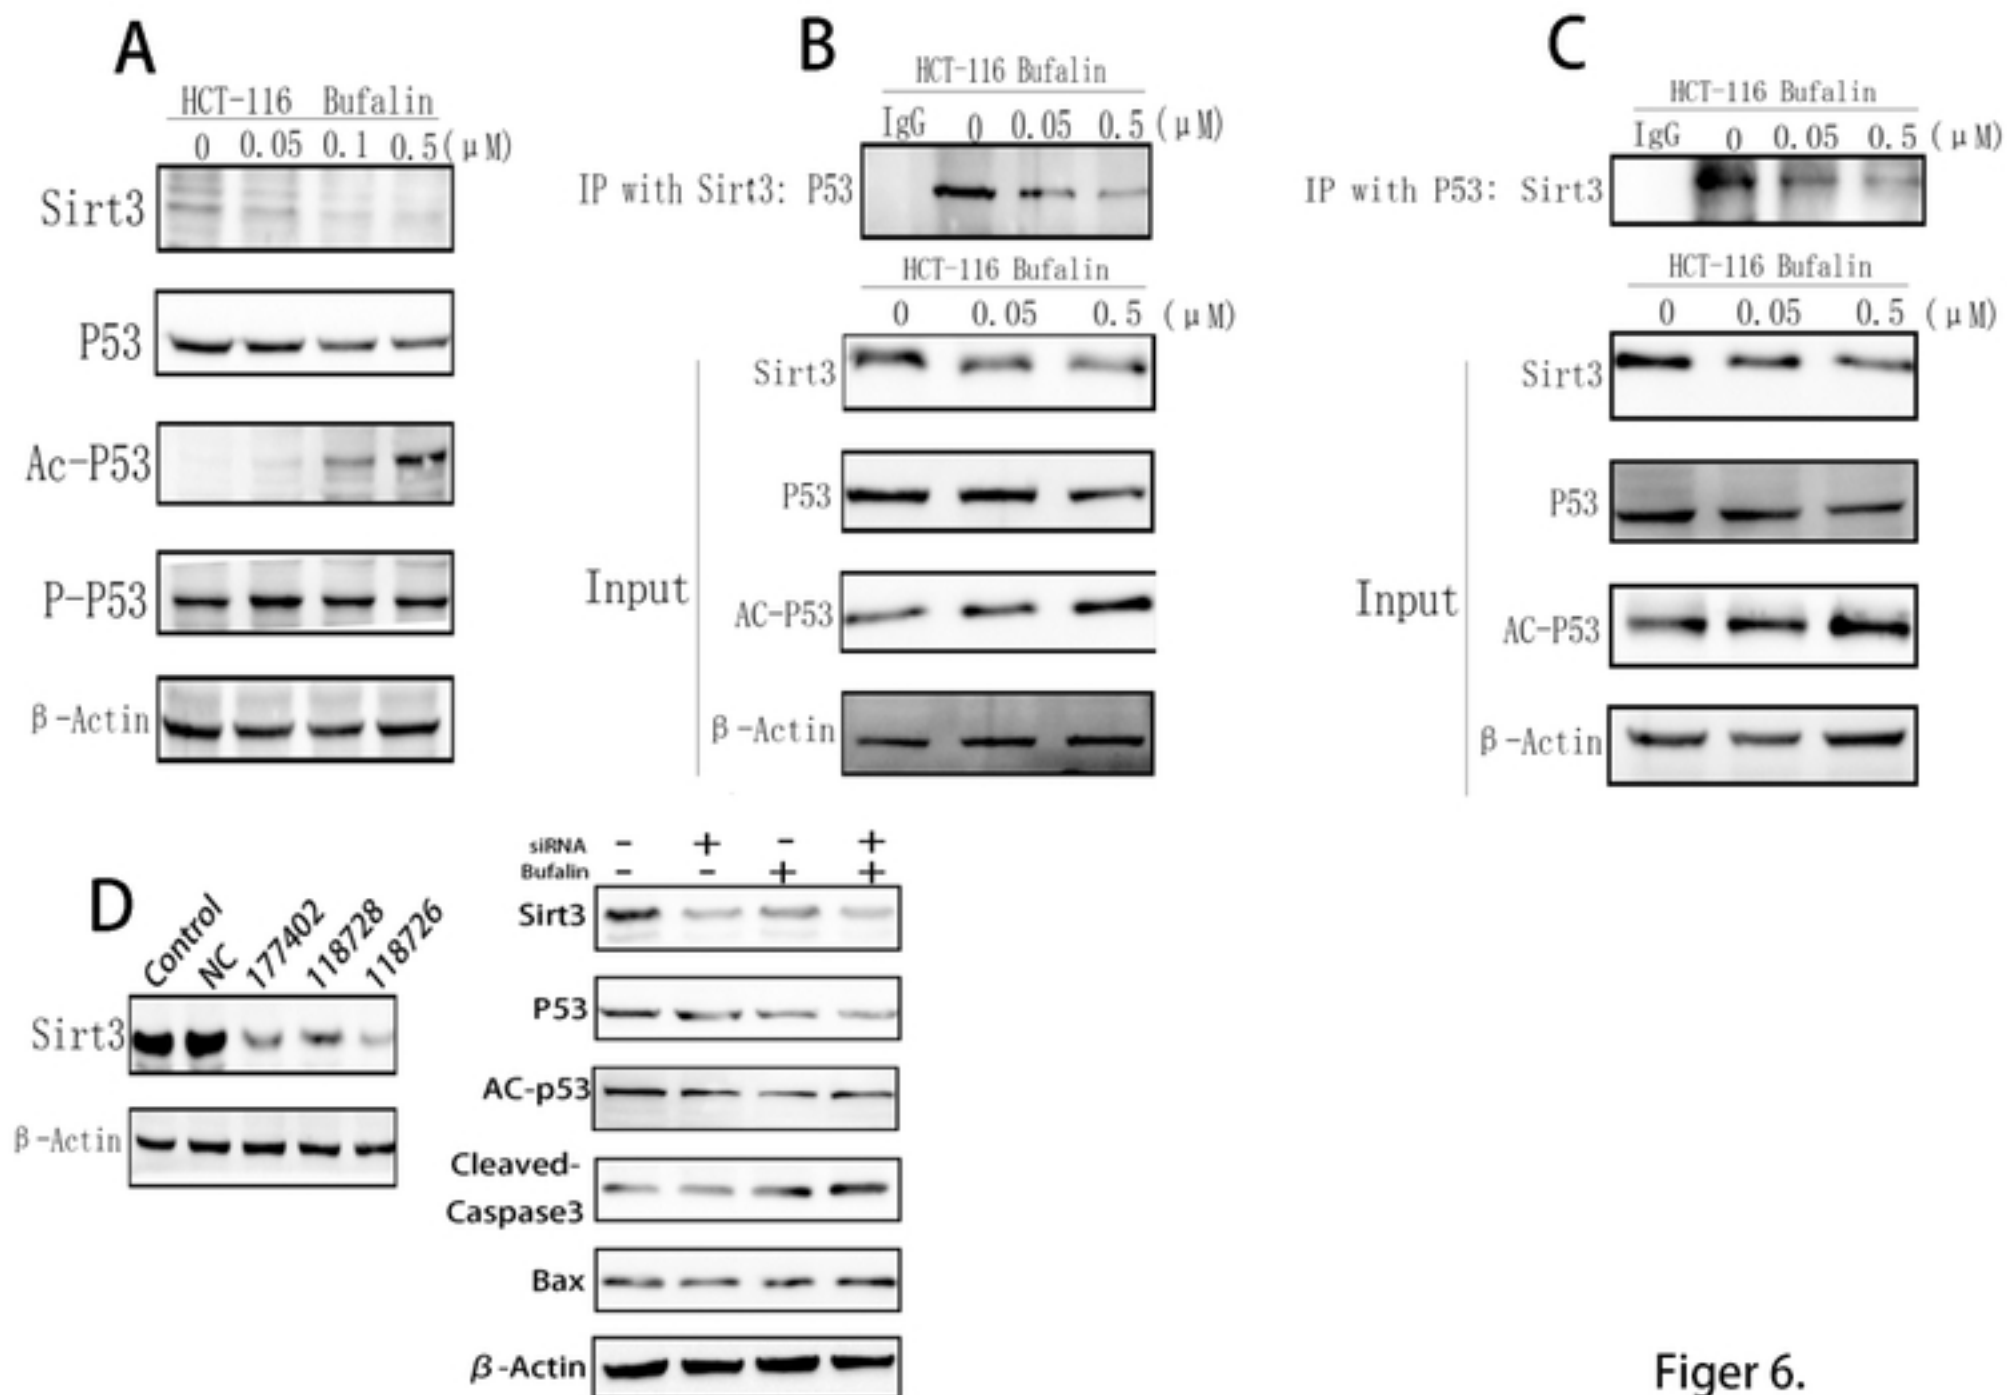 A
HCT-116 Bufalin
0 0.05 0.1 0.5(μM)
Sirt3
P53
Ac-P53
P-P53
β-Actin
B
HCT-116 Bufalin
IgG 0 0.05 0.5 (μM)
IP with Sirt3: P53
HCT-116 Bufalin
0 0.05 0.5 (μM)
Input
Sirt3
P53
AC-P53
β-Actin
C
HCT-116 Bufalin
IgG 0 0.05 0.5 (μM)
IP with P53: Sirt3
HCT-116 Bufalin
0 0.05 0.5 (μM)
Input
Sirt3
P53
AC-P53
β-Actin
D
Control NC 177402 118728 118726
Sirt3
β-Actin
siRNA - + - +
Bufalin - - + +
Sirt3
P53
AC-p53
Cleaved-
Caspase3
Bax
β-Actin
Figer 6.